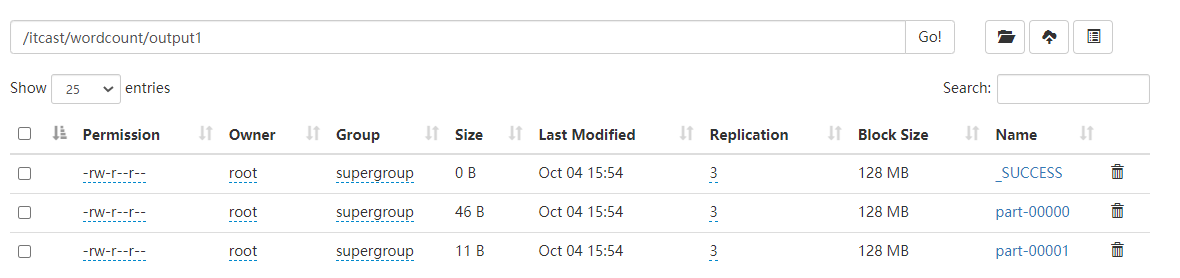 /itcast/wordcount/output1 Go!
Show 25 entries Search:
Permission Owner Group Size Last Modified Replication Block Size Name
-rw-r--r-- root supergroup 0 B Oct 04 15:54 3 128 MB _SUCCESS
-rw-r--r-- root supergroup 46 B Oct 04 15:54 3 128 MB part-00000
-rw-r--r-- root supergroup 11 B Oct 04 15:54 3 128 MB part-00001